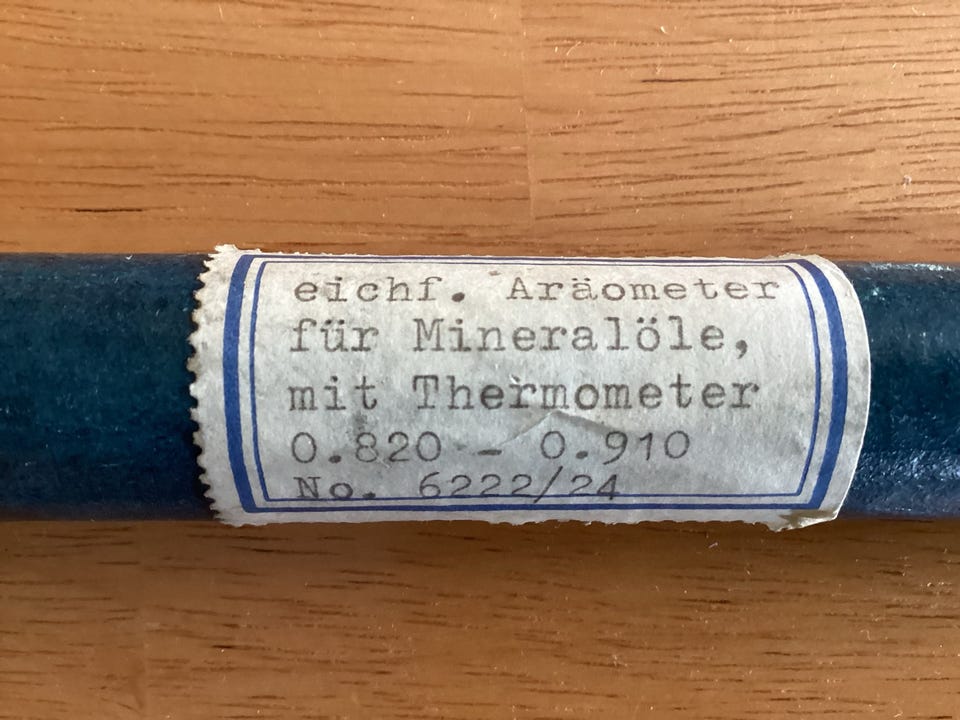 eichf. Aräometer
für Mineralöle,
mit Thermometer
0.820 - 0.910
No. 6222/24